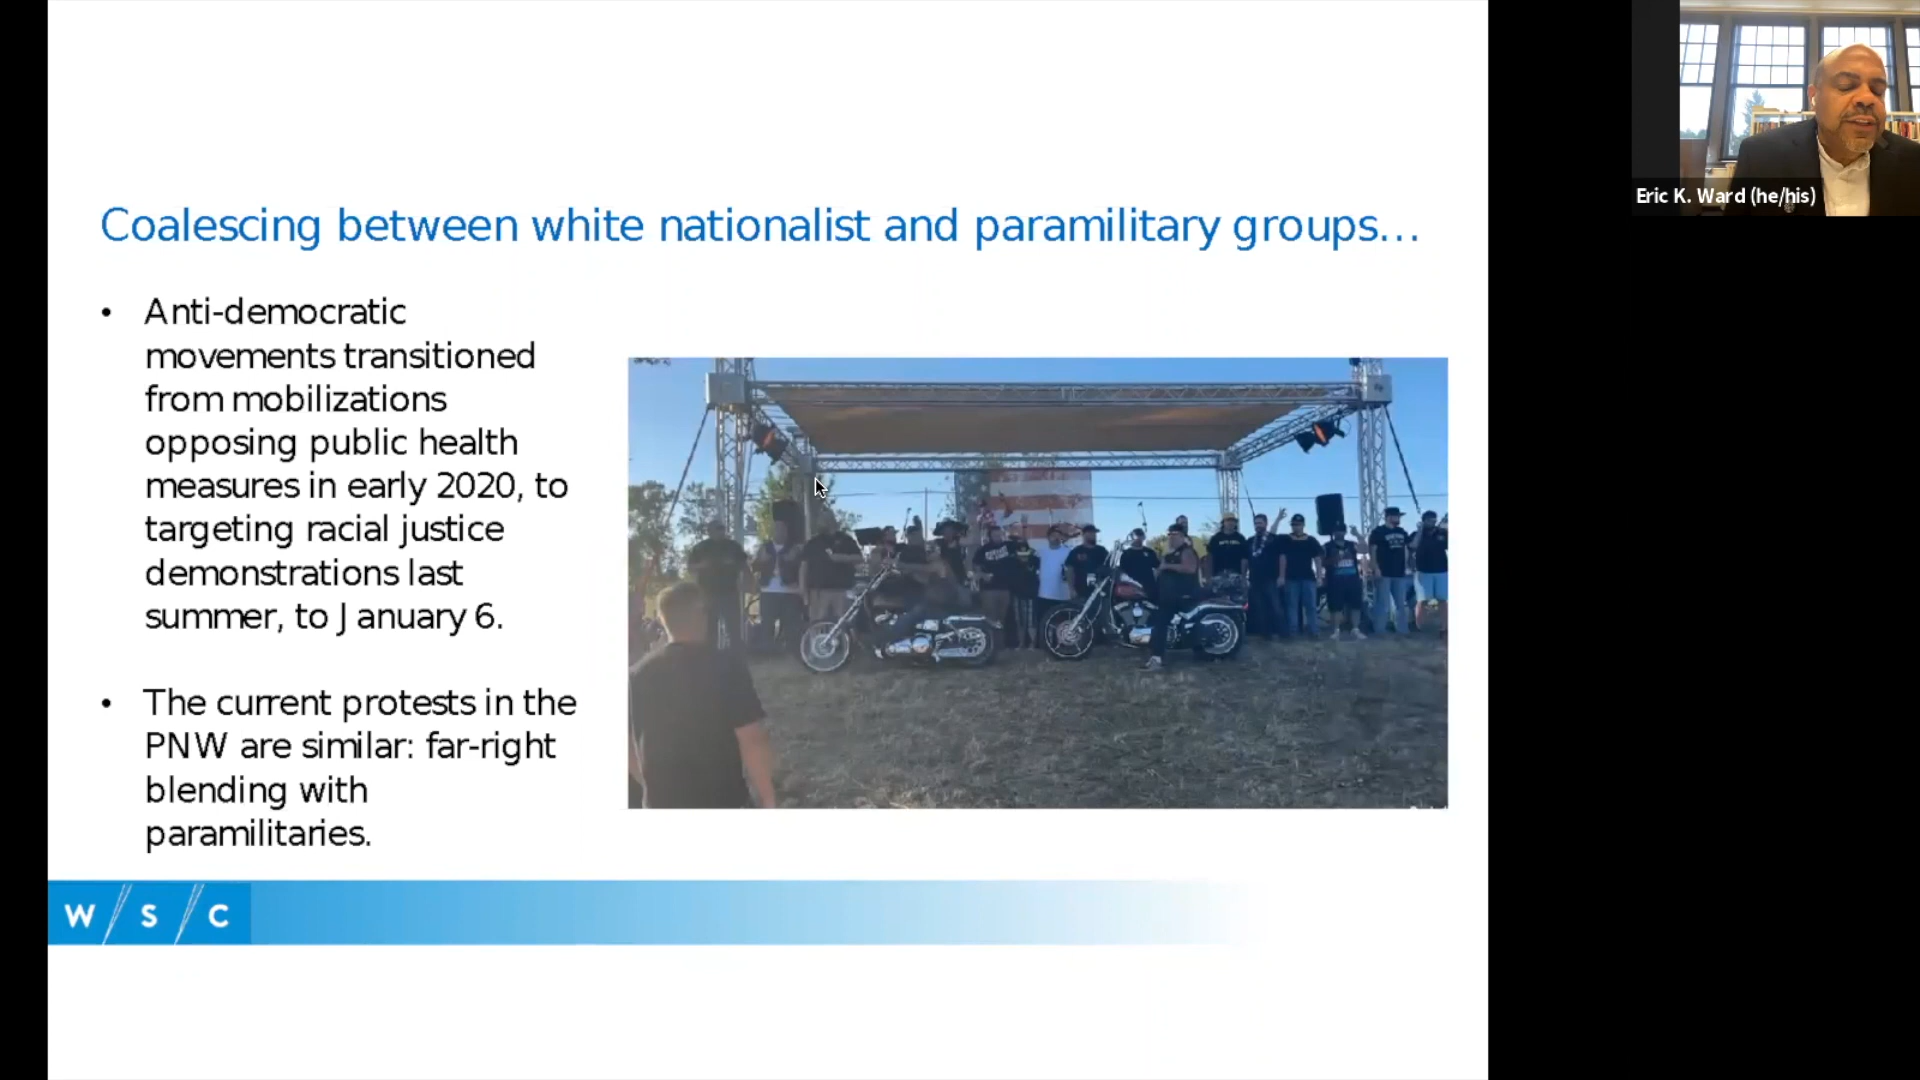 Coalescing between white nationalist and paramilitary groups...
• Anti-democratic
movements transitioned
from mobilizations
opposing public health
measures in early 2020, to
targeting racial justice
demonstrations last
summer, to January 6.
• The current protests in the
PNW are similar: far-right
blending with
paramilitaries.
W / S / C
Eric K. Ward (he/his)